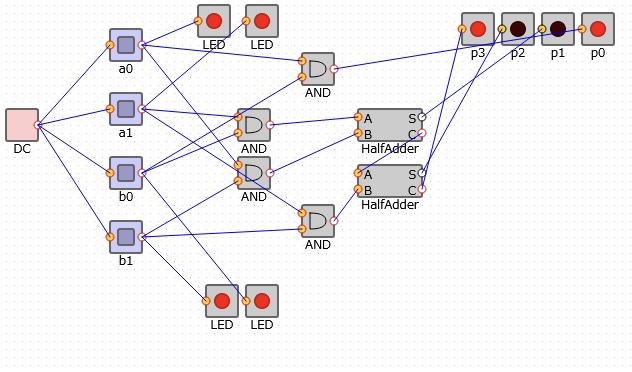 LED LED
a0
p3 p2 p1 p0
AND
a1
A S
B C
AND
HalfAdder
DC
b0
A S
B C
AND
HalfAdder
b1
AND
LED LED